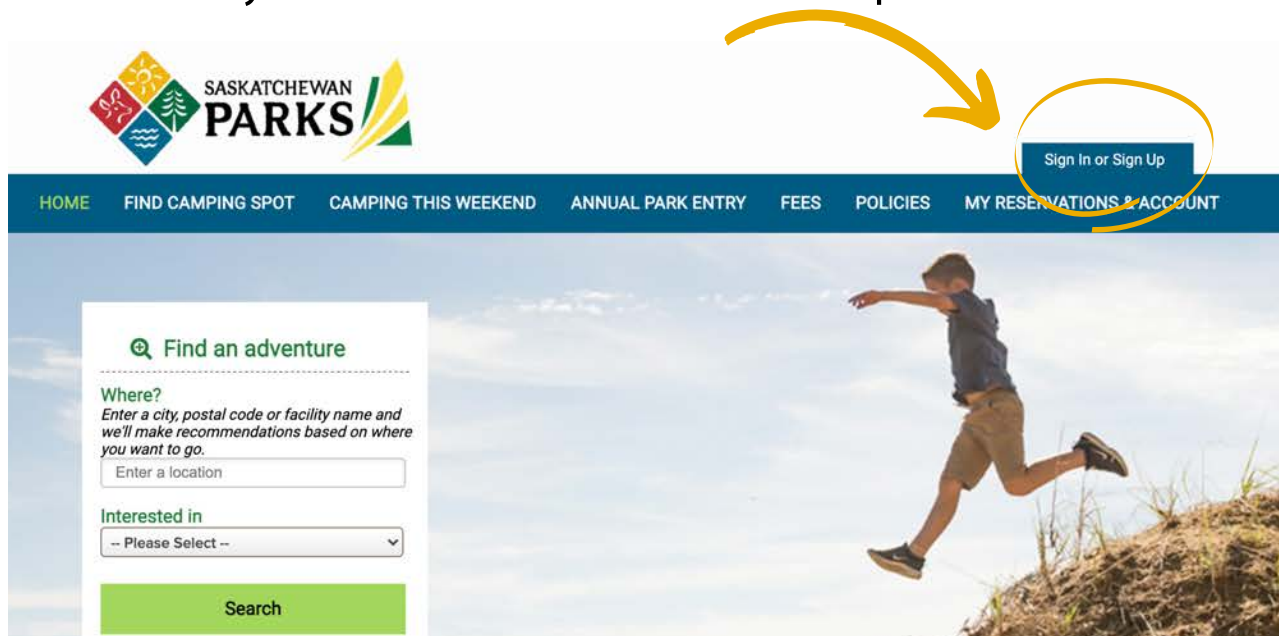 SASKATCHEWAN
PARKS
Sign In or Sign Up
HOME FIND CAMPING SPOT CAMPING THIS WEEKEND ANNUAL PARK ENTRY FEES POLICIES MY RESERVATIONS & ACCOUNT
Find an adventure
Where?
Enter a city, postal code or facility name and
we'll make recommendations based on where
you want to go.
Enter a location
Interested in
-- Please Select --
Search